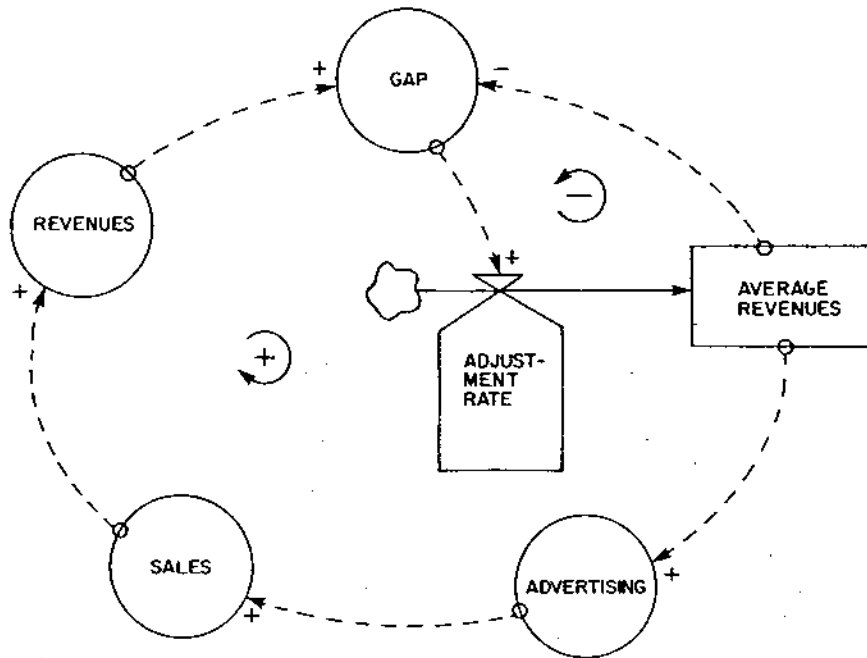 +
GAP
−
REVENUES
−
+
+
AVERAGE
REVENUES
+
ADJUST-
MENT
RATE
SALES
ADVERTISING
+
+